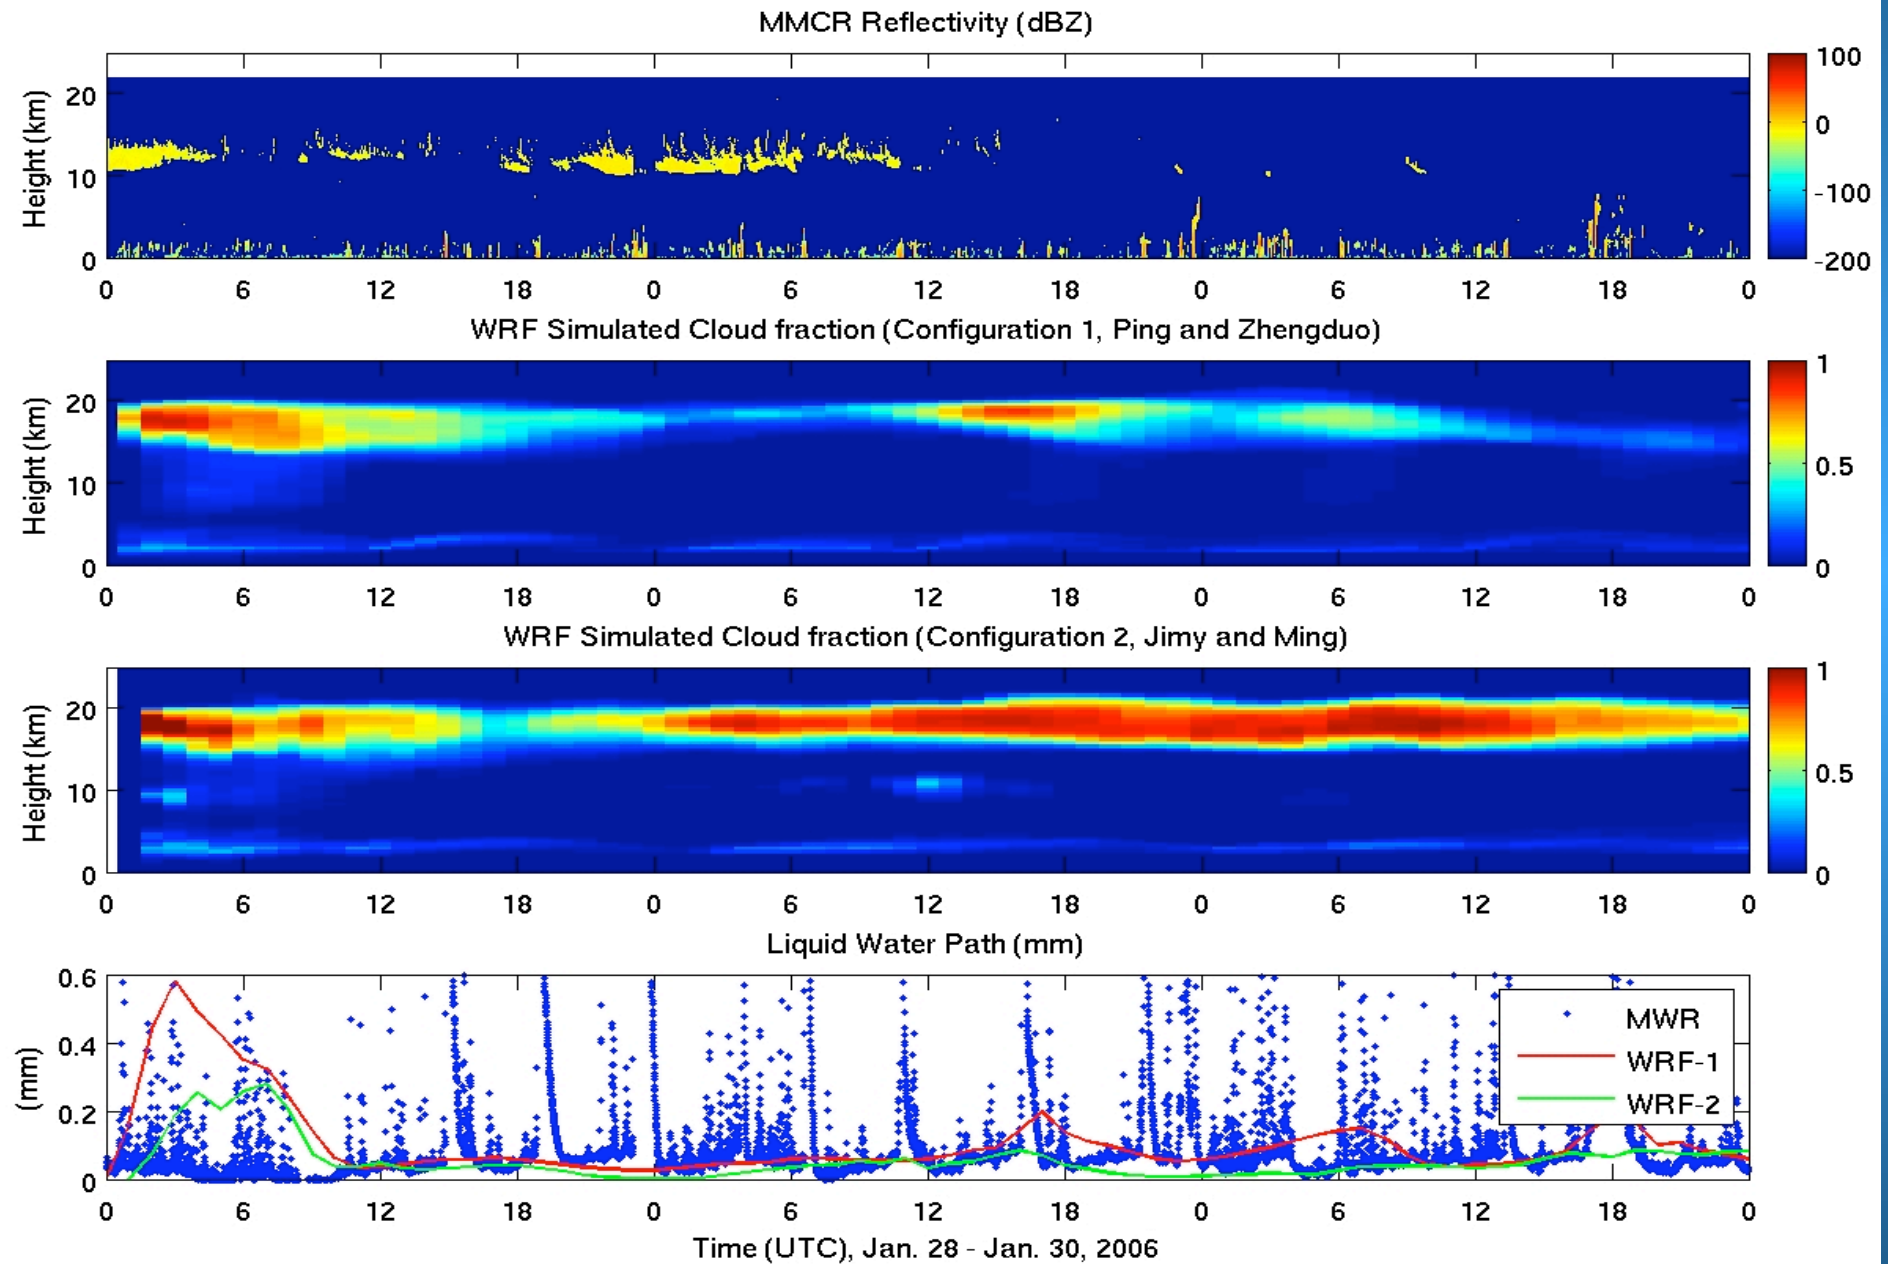 MMCR Reflectivity (dBZ)
Height (km)
20
10
0
100
0
-100
-200
0 6 12 18 0 6 12 18 0 6 12 18 0
WRF Simulated Cloud fraction (Configuration 1, Ping and Zhengduo)
Height (km)
20
10
0
1
0.5
0
0 6 12 18 0 6 12 18 0 6 12 18 0
WRF Simulated Cloud fraction (Configuration 2, Jimy and Ming)
Height (km)
20
10
0
1
0.5
0
0 6 12 18 0 6 12 18 0 6 12 18 0
Liquid Water Path (mm)
(mm)
0.6
0.4
0.2
0
MWR
WRF-1
WRF-2
0 6 12 18 0 6 12 18 0 6 12 18 0
Time (UTC), Jan. 28 - Jan. 30, 2006